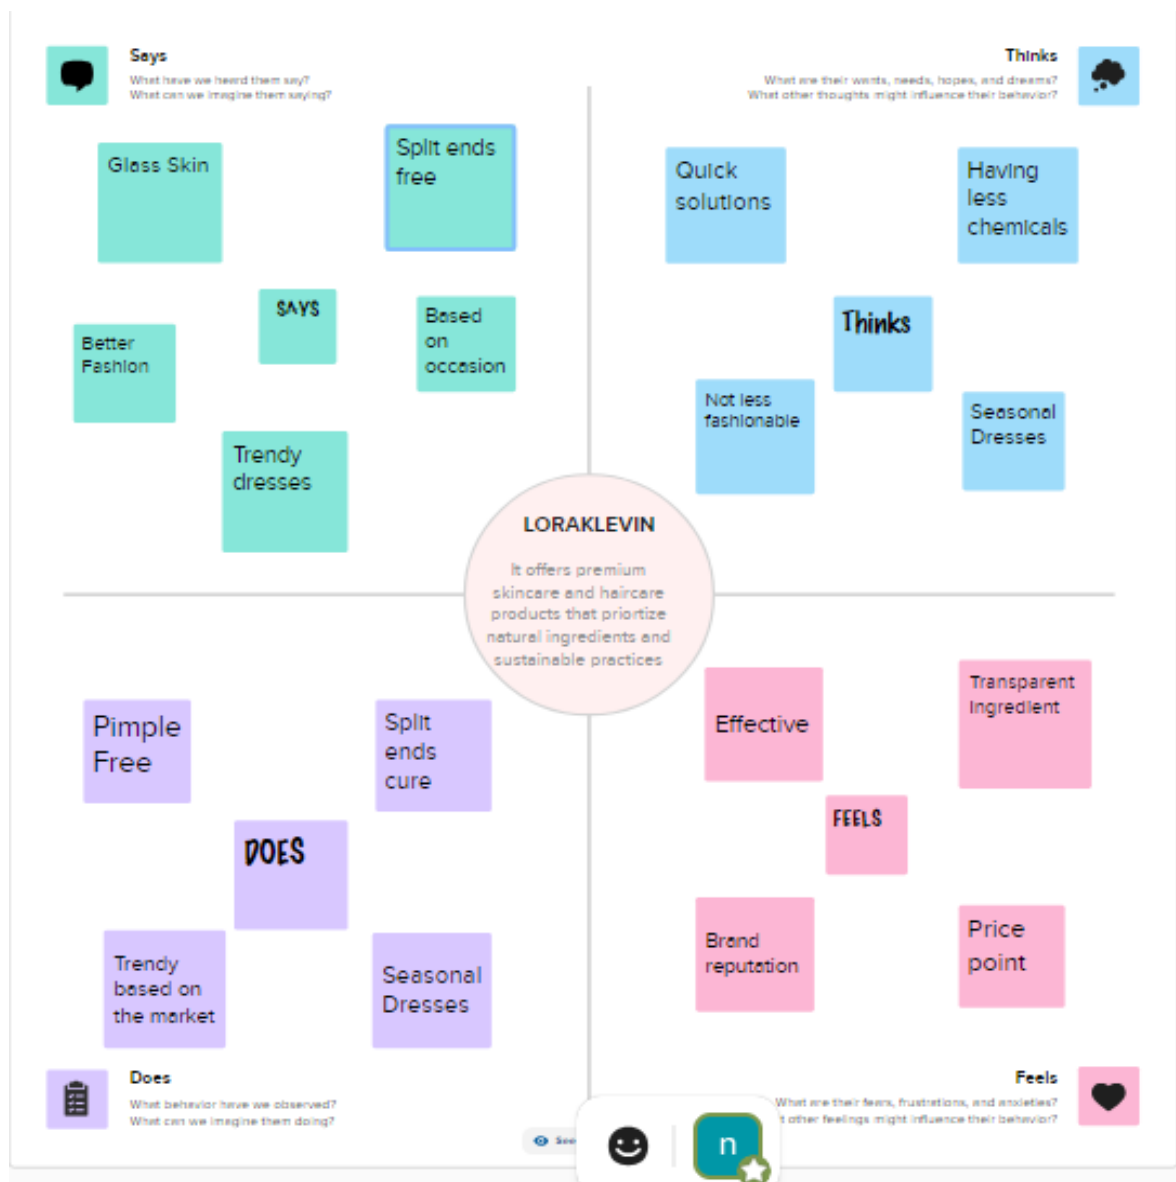 Says
What have we heard them say?
What can we imagine them saying?
Thinks
What are their wants, needs, hopes, and dreams?
What other thoughts might influence their behavior?
Glass Skin
Split ends
free
SAYS
Better
Fashion
Based
on
occasion
Trendy
dresses
Quick
solutions
Having
less
chemicals
Thinks
Not less
fashionable
Seasonal
Dresses
LORAKLEVIN
It offers premium
skincare and haircare
products that priortize
natural ingredients and
sustainable practices
Pimple
Free
Split
ends
cure
DOES
Trendy
based on
the market
Seasonal
Dresses
Effective
Transparent
Ingredient
FEELS
Brand
reputation
Price
point
Does
What behavior have we observed?
What can we imagine them doing?
Feels
What are their fears, frustrations, and anxieties?
other feelings might influence their behavior?
See
n